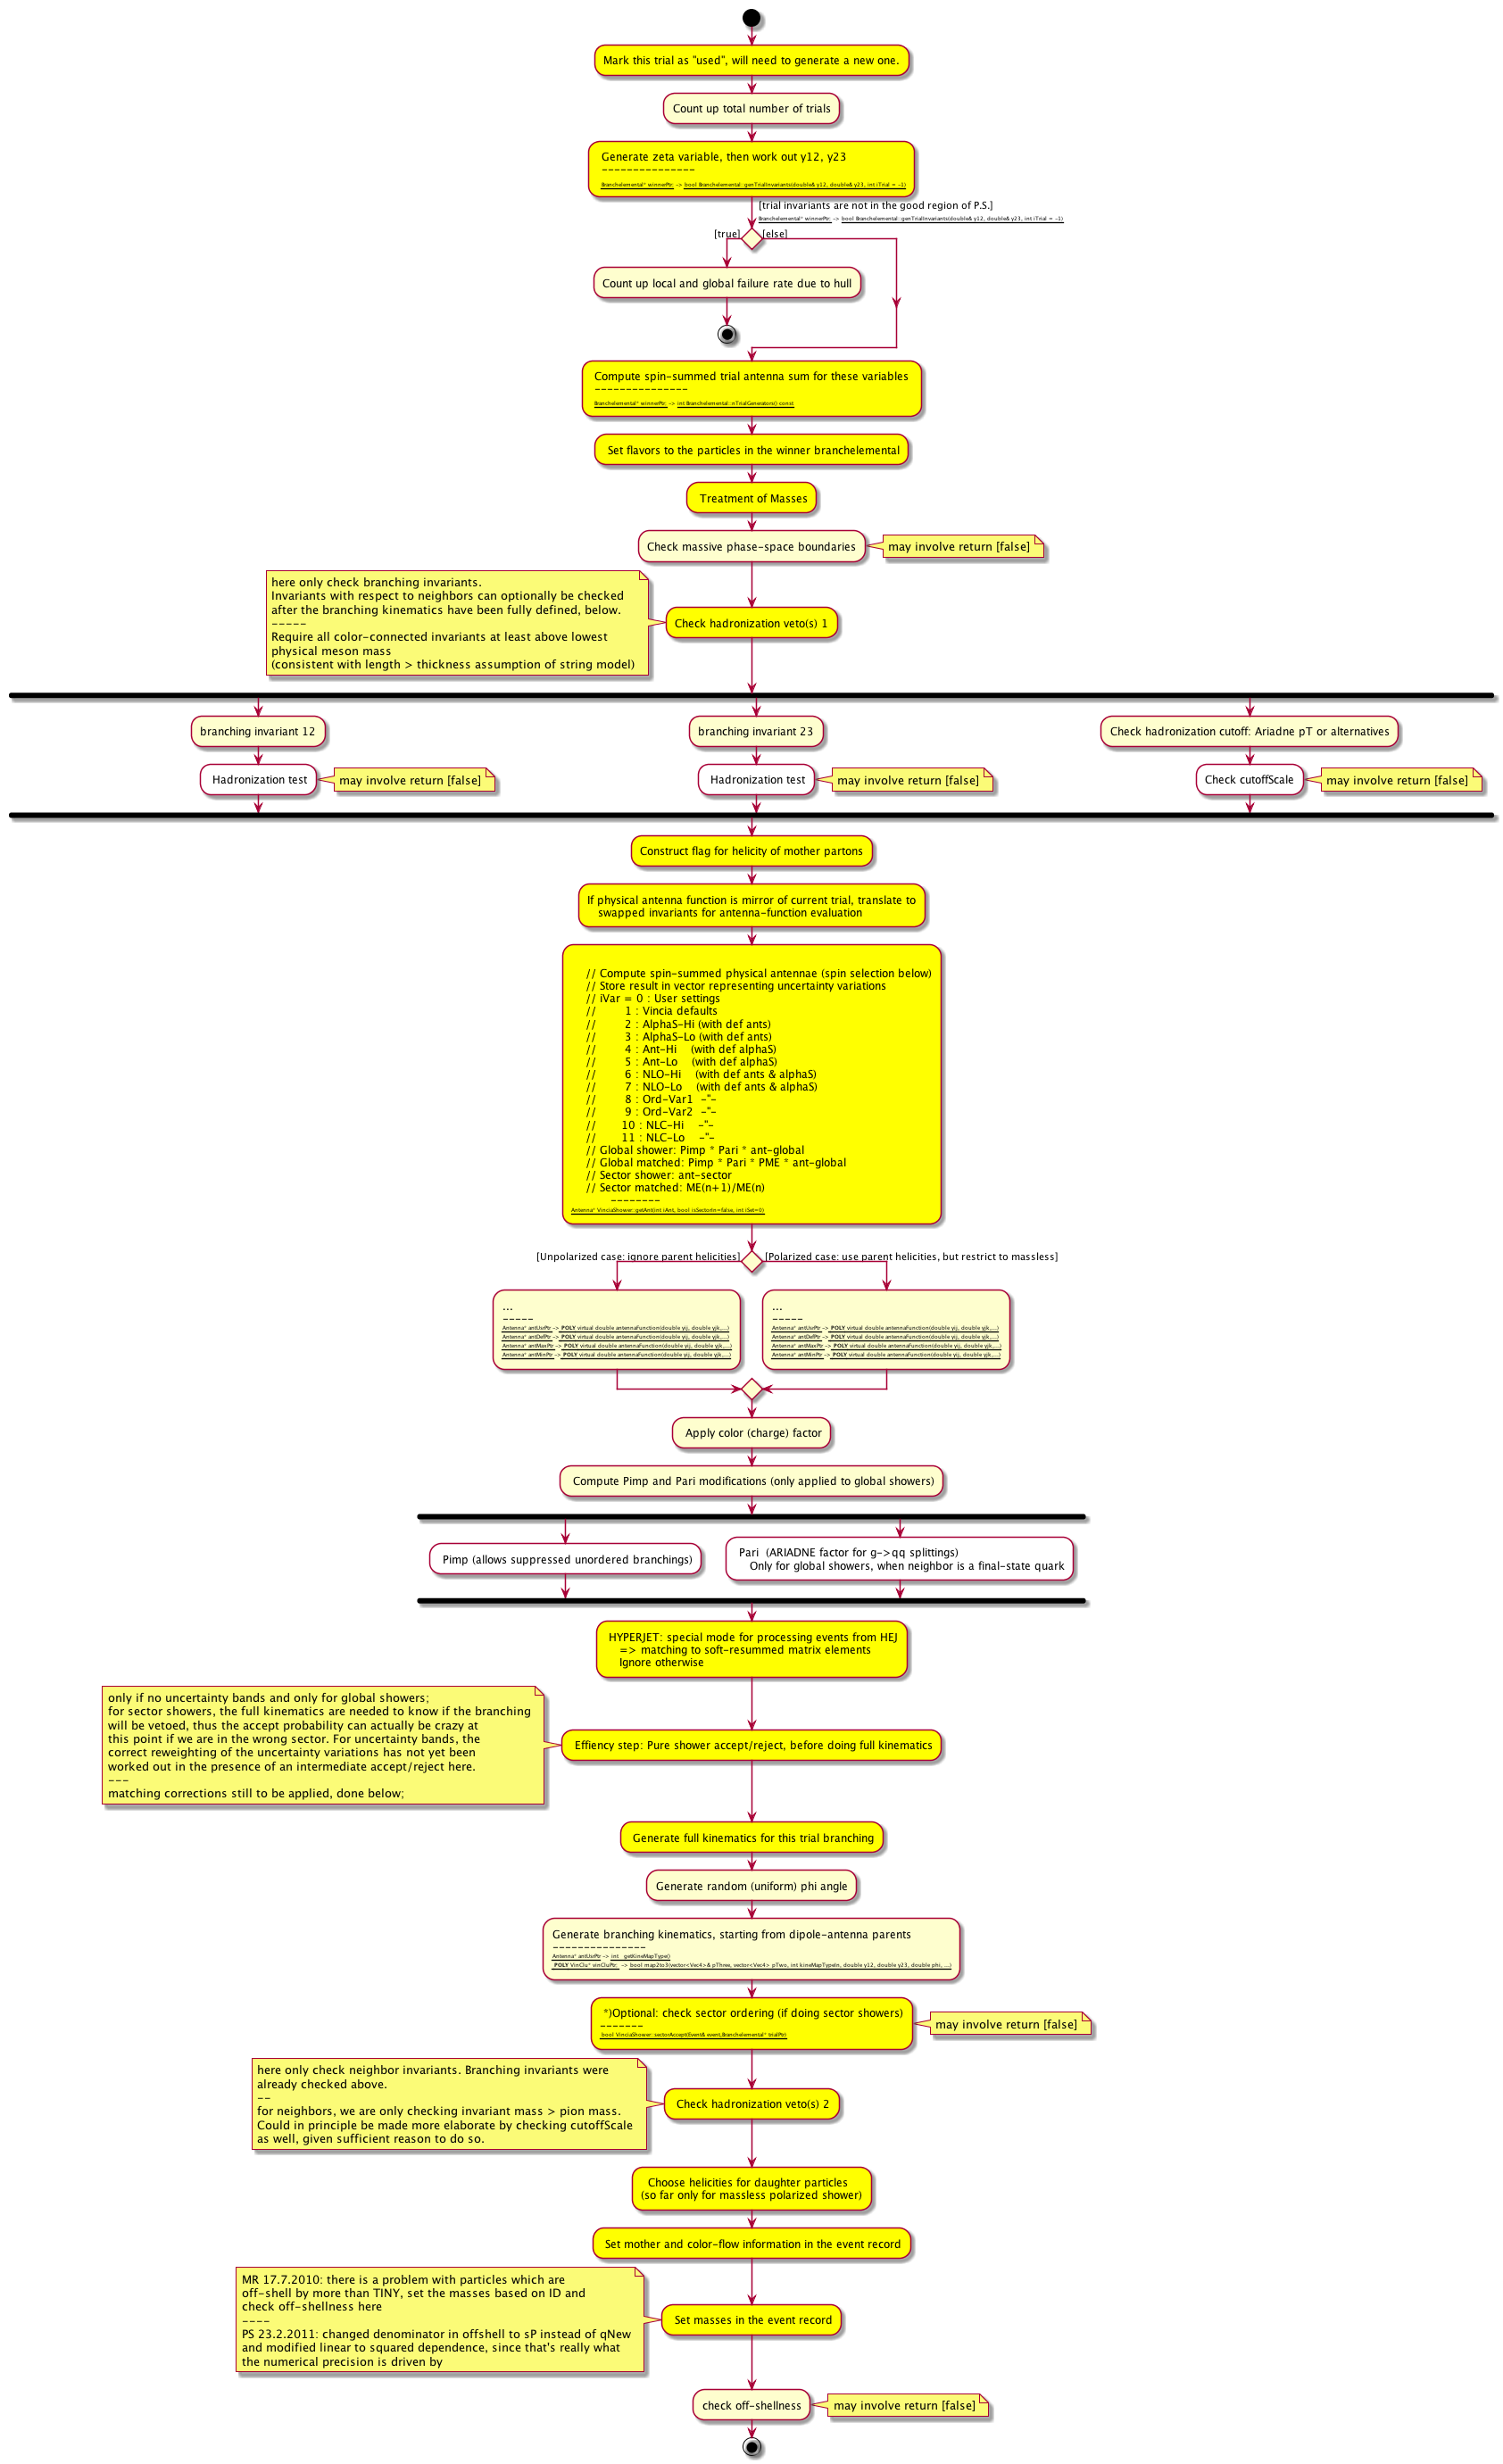 Mark this trial as "used", will need to generate a new one.
Count up total number of trials
Generate zeta variable, then work out y12, y23
---------------
Branchelemental* winnerPtr; -> bool Branchelemental::genTrialInvariants(double& y12, double& y23, int iTrial = -1)
[trial invariants are not in the good region of P.S.]
Branchelemental* winnerPtr; -> bool Branchelemental::genTrialInvariants(double& y12, double& y23, int iTrial = -1)
[true]
[else]
Count up local and global failure rate due to hull
Compute spin-summed trial antenna sum for these variables
---------------
Branchelemental* winnerPtr; -> int Branchelemental::nTrialGenerators() const
Set flavors to the particles in the winner branchelemental
Treatment of Masses
Check massive phase-space boundaries
may involve return [false]
here only check branching invariants.
Invariants with respect to neighbors can optionally be checked
after the branching kinematics have been fully defined, below.
-----
Require all color-connected invariants at least above lowest
physical meson mass
(consistent with length > thickness assumption of string model)
Check hadronization veto(s) 1
branching invariant 12
Hadronization test
may involve return [false]
branching invariant 23
Hadronization test
may involve return [false]
Check hadronization cutoff: Ariadne pT or alternatives
Check cutoffScale
may involve return [false]
Construct flag for helicity of mother partons
If physical antenna function is mirror of current trial, translate to
swapped invariants for antenna-function evaluation
// Compute spin-summed physical antennae (spin selection below)
// Store result in vector representing uncertainty variations
// iVar = 0 : User settings
// 1 : Vincia defaults
// 2 : AlphaS-Hi (with def ants)
// 3 : AlphaS-Lo (with def ants)
// 4 : Ant-Hi (with def alphaS)
// 5 : Ant-Lo (with def alphaS)
// 6 : NLO-Hi (with def ants & alphaS)
// 7 : NLO-Lo (with def ants & alphaS)
// 8 : Ord-Var1 -"-
// 9 : Ord-Var2 -"-
// 10 : NLC-Hi -"-
// 11 : NLC-Lo -"-
// Global shower: Pimp * Pari * ant-global
// Global matched: Pimp * Pari * PME * ant-global
// Sector shower: ant-sector
// Sector matched: ME(n+1)/ME(n)
--------
Antenna* VinciaShower::getAnt(int iAnt, bool isSectorIn=false, int iSet=0)
[Unpolarized case: ignore parent helicities]
[Polarized case: use parent helicities, but restrict to massless]
...
-----
Antenna* antUsrPtr -> POLY virtual double antennaFunction(double yij, double yjk,...)
Antenna* antDefPtr -> POLY virtual double antennaFunction(double yij, double yjk,...)
Antenna* antMaxPtr -> POLY virtual double antennaFunction(double yij, double yjk,...)
Antenna* antMinPtr -> POLY virtual double antennaFunction(double yij, double yjk,...)
...
-----
Antenna* antUsrPtr -> POLY virtual double antennaFunction(double yij, double yjk,...)
Antenna* antDefPtr -> POLY virtual double antennaFunction(double yij, double yjk,...)
Antenna* antMaxPtr -> POLY virtual double antennaFunction(double yij, double yjk,...)
Antenna* antMinPtr -> POLY virtual double antennaFunction(double yij, double yjk,...)
Apply color (charge) factor
Compute Pimp and Pari modifications (only applied to global showers)
Pimp (allows suppressed unordered branchings)
Pari (ARIADNE factor for g->qq splittings)
Only for global showers, when neighbor is a final-state quark
HYPERJET: special mode for processing events from HEJ
=> matching to soft-resummed matrix elements
Ignore otherwise
only if no uncertainty bands and only for global showers;
for sector showers, the full kinematics are needed to know if the branching
will be vetoed, thus the accept probability can actually be crazy at
this point if we are in the wrong sector. For uncertainty bands, the
correct reweighting of the uncertainty variations has not yet been
worked out in the presence of an intermediate accept/reject here.
---
matching corrections still to be applied, done below;
Effiency step: Pure shower accept/reject, before doing full kinematics
Generate full kinematics for this trial branching
Generate random (uniform) phi angle
Generate branching kinematics, starting from dipole-antenna parents
---------------
Antenna* antUsrPtr -> int getKineMapType()
POLY VinClu* vinCluPtr; -> bool map2to3(vector<Vec4>& pThree, vector<Vec4> pTwo, int kineMapTypeIn, double y12, double y23, double phi, ...)
*)Optional: check sector ordering (if doing sector showers)
-------
bool VinciaShower::sectorAccept(Event& event,Branchelemental* trialPtr)
may involve return [false]
here only check neighbor invariants. Branching invariants were
already checked above.
--
for neighbors, we are only checking invariant mass > pion mass.
Could in principle be made more elaborate by checking cutoffScale
as well, given sufficient reason to do so.
Check hadronization veto(s) 2
Choose helicities for daughter particles
(so far only for massless polarized shower)
Set mother and color-flow information in the event record
MR 17.7.2010: there is a problem with particles which are
off-shell by more than TINY, set the masses based on ID and
check off-shellness here
----
PS 23.2.2011: changed denominator in offshell to sP instead of qNew
and modified linear to squared dependence, since that's really what
the numerical precision is driven by
Set masses in the event record
check off-shellness
may involve return [false]